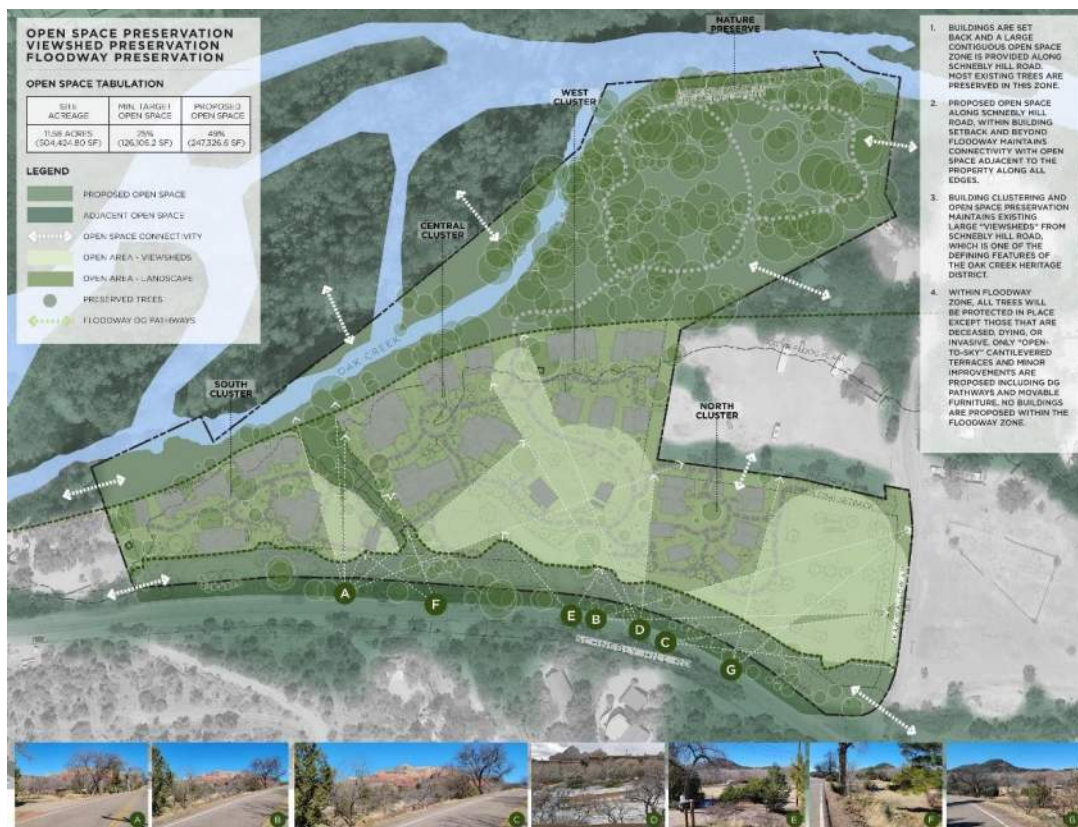 OPEN SPACE PRESERVATION
VIEWSHED PRESERVATION
FLOODWAY PRESERVATION
OPEN SPACE TABULATION
SITE ACREAGE
MIN. TARGET OPEN SPACE
PROPOSED OPEN SPACE
11.58 ACRES (504,424.80 SF)
25% (126,106.2 SF)
49% (247,326.6 SF)
LEGEND
PROPOSED OPEN SPACE
ADJACENT OPEN SPACE
OPEN SPACE CONNECTIVITY
OPEN AREA - VIEWSHEDS
OPEN AREA - LANDSCAPE
PRESERVED TREES
FLOODWAY DG PATHWAYS
NATURE PRESERVE
WEST CLUSTER
CENTRAL CLUSTER
SOUTH CLUSTER
NORTH CLUSTER
OAK CREEK
SCHNEBLY HILL RD
A
F
E
B
D
C
G
1. BUILDINGS ARE SET
BACK AND A LARGE
CONTIGUOUS OPEN SPACE
ZONE IS PROVIDED ALONG
SCHNEBLY HILL ROAD.
MOST EXISTING TREES ARE
PRESERVED IN THIS ZONE.
2. PROPOSED OPEN SPACE
ALONG SCHNEBLY HILL
ROAD, WITHIN BUILDING
SETBACK AND BEYOND
FLOODWAY MAINTAINS
CONNECTIVITY WITH OPEN
SPACE ADJACENT TO THE
PROPERTY ALONG ALL
EDGES.
3. BUILDING CLUSTERING AND
OPEN SPACE PRESERVATION
MAINTAINS EXISTING
LARGE "VIEWSHEDS" FROM
SCHNEBLY HILL ROAD,
WHICH IS ONE OF THE
DEFINING FEATURES OF
THE OAK CREEK HERITAGE
DISTRICT.
4. WITHIN FLOODWAY
ZONE, ALL TREES WILL
BE PROTECTED IN PLACE
EXCEPT THOSE THAT ARE
DECEASED, DYING, OR
INVASIVE. ONLY "OPEN-
TO-SKY" CANTILEVERED
TERRACES AND MINOR
IMPROVEMENTS ARE
PROPOSED INCLUDING DG
PATHWAYS AND MOVABLE
FURNITURE. NO BUILDINGS
ARE PROPOSED WITHIN THE
FLOODWAY ZONE.
A
B
C
D
E
F
G